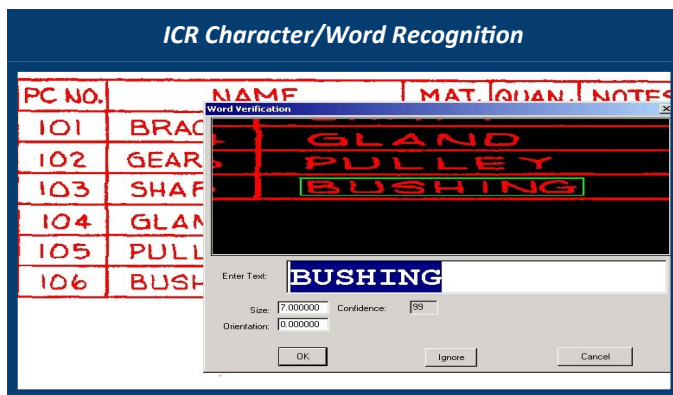 ICR Character/Word Recognition
PC NO. NAME MAT. QUAN. NOTES
Word Verification
101 BRAC
GLAND
102 GEAR
PULLEY
103 SHAF
BUSHING
104 GLAN
105 PULL
106 BUSH
Enter Text: BUSHING
Size: 7.000000 Confidence: 99
Orientation: 0.000000
OK Ignore Cancel